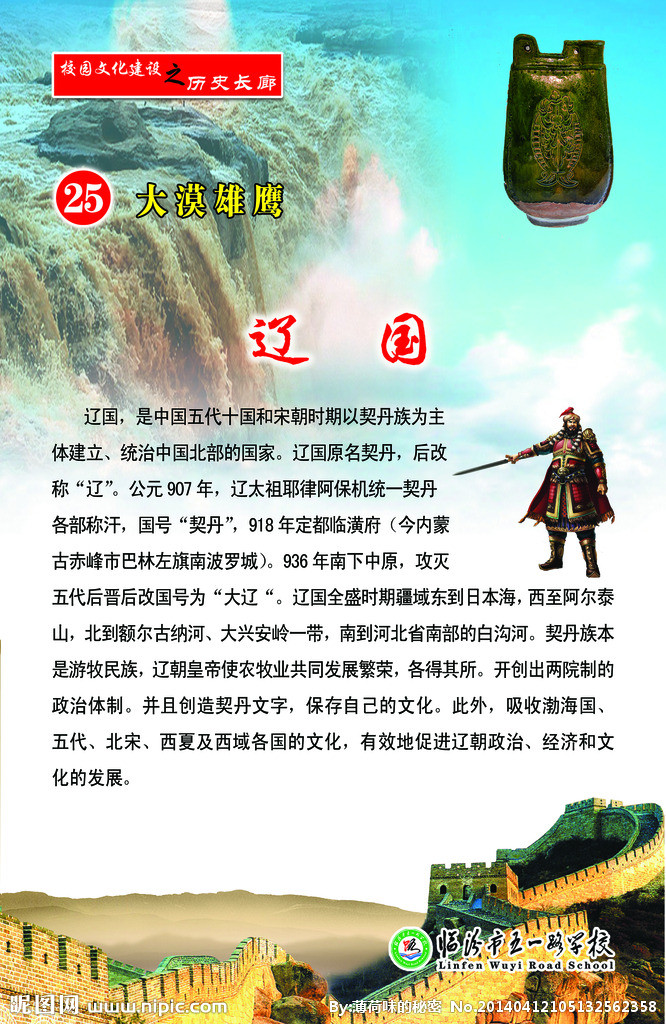 校园文化建设之历史长廊
25 大漠雄鹰
辽 国
辽国，是中国五代十国和宋朝时期以契丹族为主
体建立、统治中国北部的国家。辽国原名契丹，后改
称“辽”。公元907年，辽太祖耶律阿保机统一契丹
各部称汗，国号“契丹”，918年定都临潢府（今内蒙
古赤峰市巴林左旗南波罗城）。936年南下中原，攻灭
五代后晋后改国号为“大辽“。辽国全盛时期疆域东到日本海，西至阿尔泰
山，北到额尔古纳河、大兴安岭一带，南到河北省南部的白沟河。契丹族本
是游牧民族，辽朝皇帝使农牧业共同发展繁荣，各得其所。开创出两院制的
政治体制。并且创造契丹文字，保存自己的文化。此外，吸收渤海国、
五代、北宋、西夏及西域各国的文化，有效地促进辽朝政治、经济和文
化的发展。
临汾市五一路学校
Linfen Wuyi Road School
昵图网 www.nipic.com By:薄荷味的秘密 No.20140412105132562358